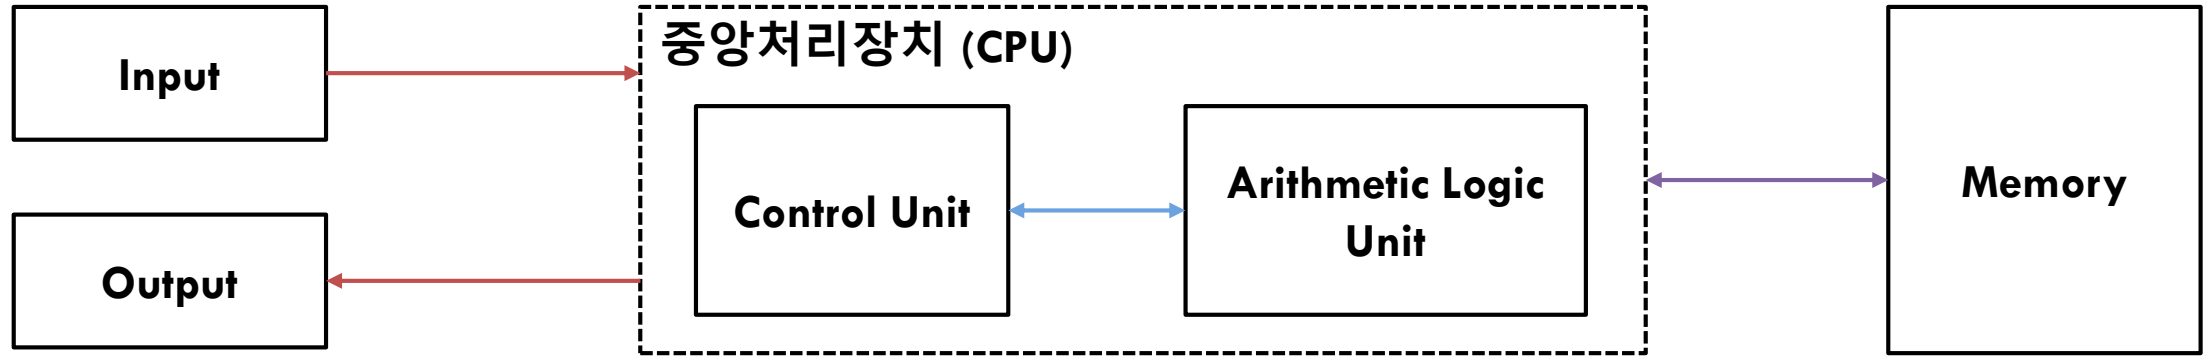 Input
Output
중앙처리장치 (CPU)
Control Unit
Arithmetic Logic
Unit
Memory